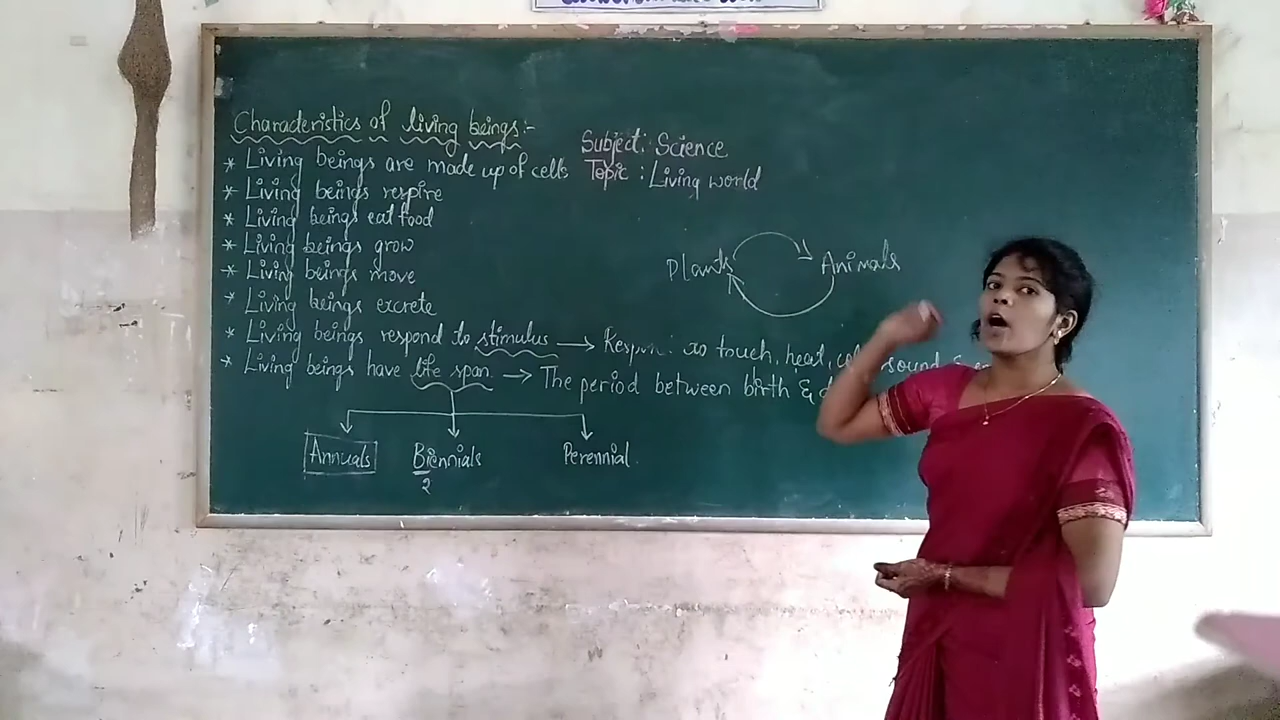 Characteristics of living beings:-
* Living beings are made up of cells
* Living beings respire
* Living beings eat food
* Living beings grow
* Living beings move
* Living beings excrete
* Living beings respond to stimulus → to touch, heat, sound &
* Living beings have life span. → The period between birth &
Annuals Biennials Perennial.
2
Subject: Science
Topic : Living world
Plants Animals